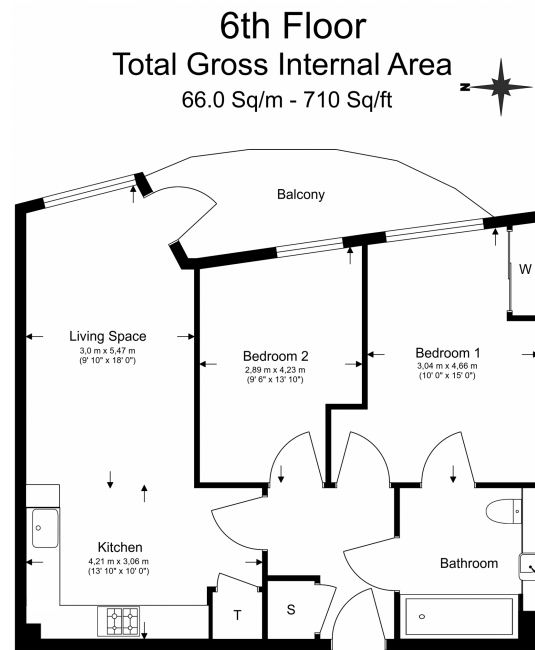 6th Floor
Total Gross Internal Area
66.0 Sq/m - 710 Sq/ft
N
Balcony
W
Living Space
3,0 m x 5,47 m
(9' 10" x 18' 0")
Bedroom 2
2,89 m x 4,23 m
(9' 6" x 13' 10")
Bedroom 1
3,04 m x 4,66 m
(10' 0" x 15' 0")
Kitchen
4,21 m x 3,06 m
(13' 10" x 10' 0")
Bathroom
T
S